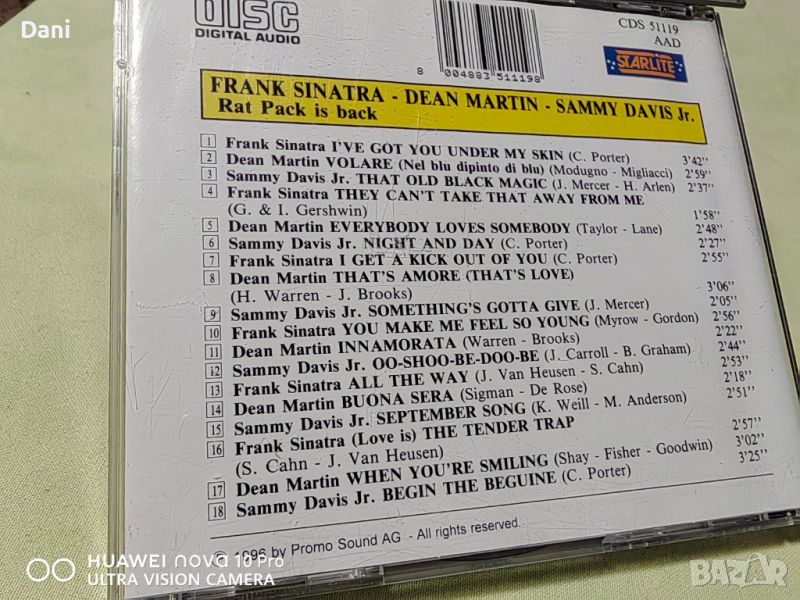 Dani
disc
DIGITAL AUDIO
8 004883 511198
CDS 51119
AAD
STARLITE
FRANK SINATRA - DEAN MARTIN - SAMMY DAVIS Jr.
Rat Pack is back
1 Frank Sinatra I'VE GOT YOU UNDER MY SKIN (C. Porter) 3'42''
2 Dean Martin VOLARE (Nel blù dipinto di blu) (Modugno - Migliacci) 2'59''
3 Sammy Davis Jr. THAT OLD BLACK MAGIC (J. Mercer - H. Arlen) 2'37''
4 Frank Sinatra THEY CAN'T TAKE THAT AWAY FROM ME
(G. & I. Gershwin) 1'58''
5 Dean Martin EVERYBODY LOVES SOMEBODY (Taylor - Lane) 2'48''
6 Sammy Davis Jr. NIGHT AND DAY (C. Porter) 2'27''
7 Frank Sinatra I GET A KICK OUT OF YOU (C. Porter) 2'55''
8 Dean Martin THAT'S AMORE (THAT'S LOVE)
(H. Warren - J. Brooks) 3'06''
9 Sammy Davis Jr. SOMETHING'S GOTTA GIVE (J. Mercer) 2'05''
10 Frank Sinatra YOU MAKE ME FEEL SO YOUNG (Myrow - Gordon) 2'56''
11 Dean Martin INNAMORATA (Warren - Brooks) 2'22''
12 Sammy Davis Jr. OO-SHOO-BE-DOO-BE (J. Carroll - B. Graham) 2'44''
13 Frank Sinatra ALL THE WAY (J. Van Heusen - S. Cahn) 2'53''
14 Dean Martin BUONA SERA (Sigman - De Rose) 2'18''
15 Sammy Davis Jr. SEPTEMBER SONG (K. Weill - M. Anderson) 2'51''
16 Frank Sinatra (Love is) THE TENDER TRAP
(S. Cahn - J. Van Heusen) 2'57''
17 Dean Martin WHEN YOU'RE SMILING (Shay - Fisher - Goodwin) 3'02''
18 Sammy Davis Jr. BEGIN THE BEGUINE (C. Porter) 3'25''
℗ 1996 by Promo Sound AG - All rights reserved.
HUAWEI nova 10 Pro
ULTRA VISION CAMERA
BAZAR